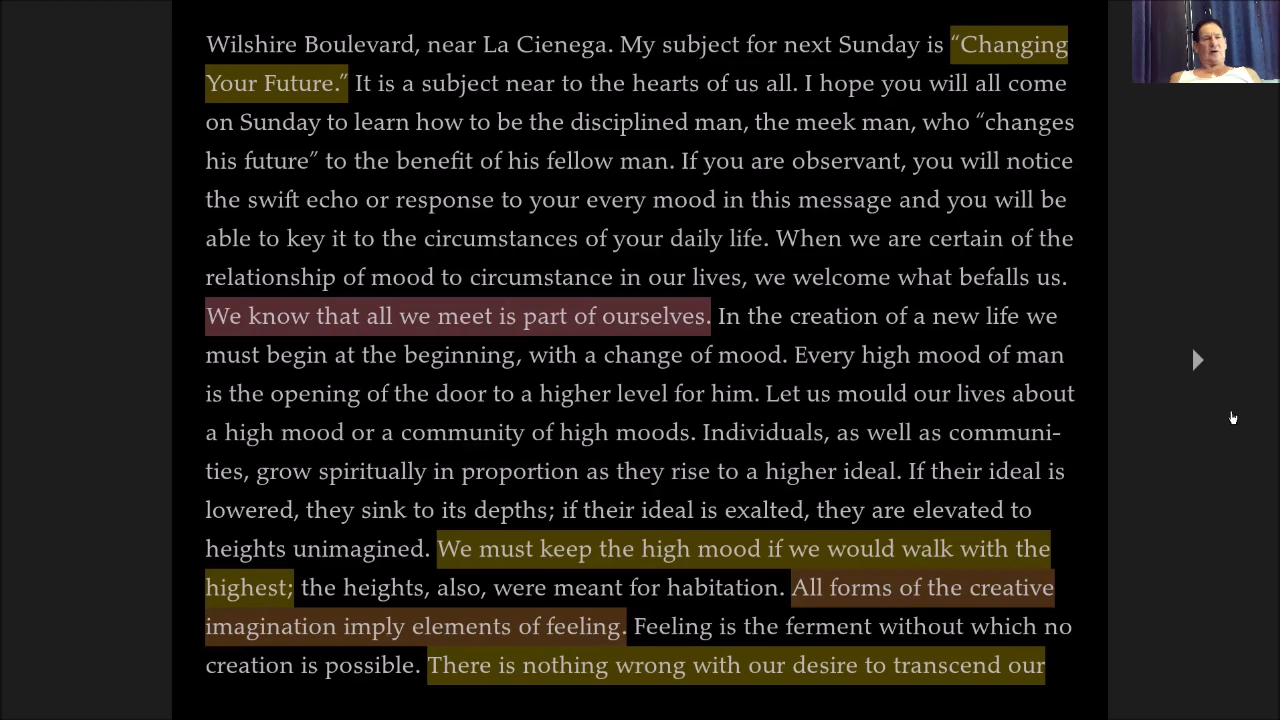 Wilshire Boulevard, near La Cienega. My subject for next Sunday is “Changing
Your Future.” It is a subject near to the hearts of us all. I hope you will all come
on Sunday to learn how to be the disciplined man, the meek man, who “changes
his future” to the benefit of his fellow man. If you are observant, you will notice
the swift echo or response to your every mood in this message and you will be
able to key it to the circumstances of your daily life. When we are certain of the
relationship of mood to circumstance in our lives, we welcome what befalls us.
We know that all we meet is part of ourselves. In the creation of a new life we
must begin at the beginning, with a change of mood. Every high mood of man
is the opening of the door to a higher level for him. Let us mould our lives about
a high mood or a community of high moods. Individuals, as well as communi-
ties, grow spiritually in proportion as they rise to a higher ideal. If their ideal is
lowered, they sink to its depths; if their ideal is exalted, they are elevated to
heights unimagined. We must keep the high mood if we would walk with the
highest; the heights, also, were meant for habitation. All forms of the creative
imagination imply elements of feeling. Feeling is the ferment without which no
creation is possible. There is nothing wrong with our desire to transcend our